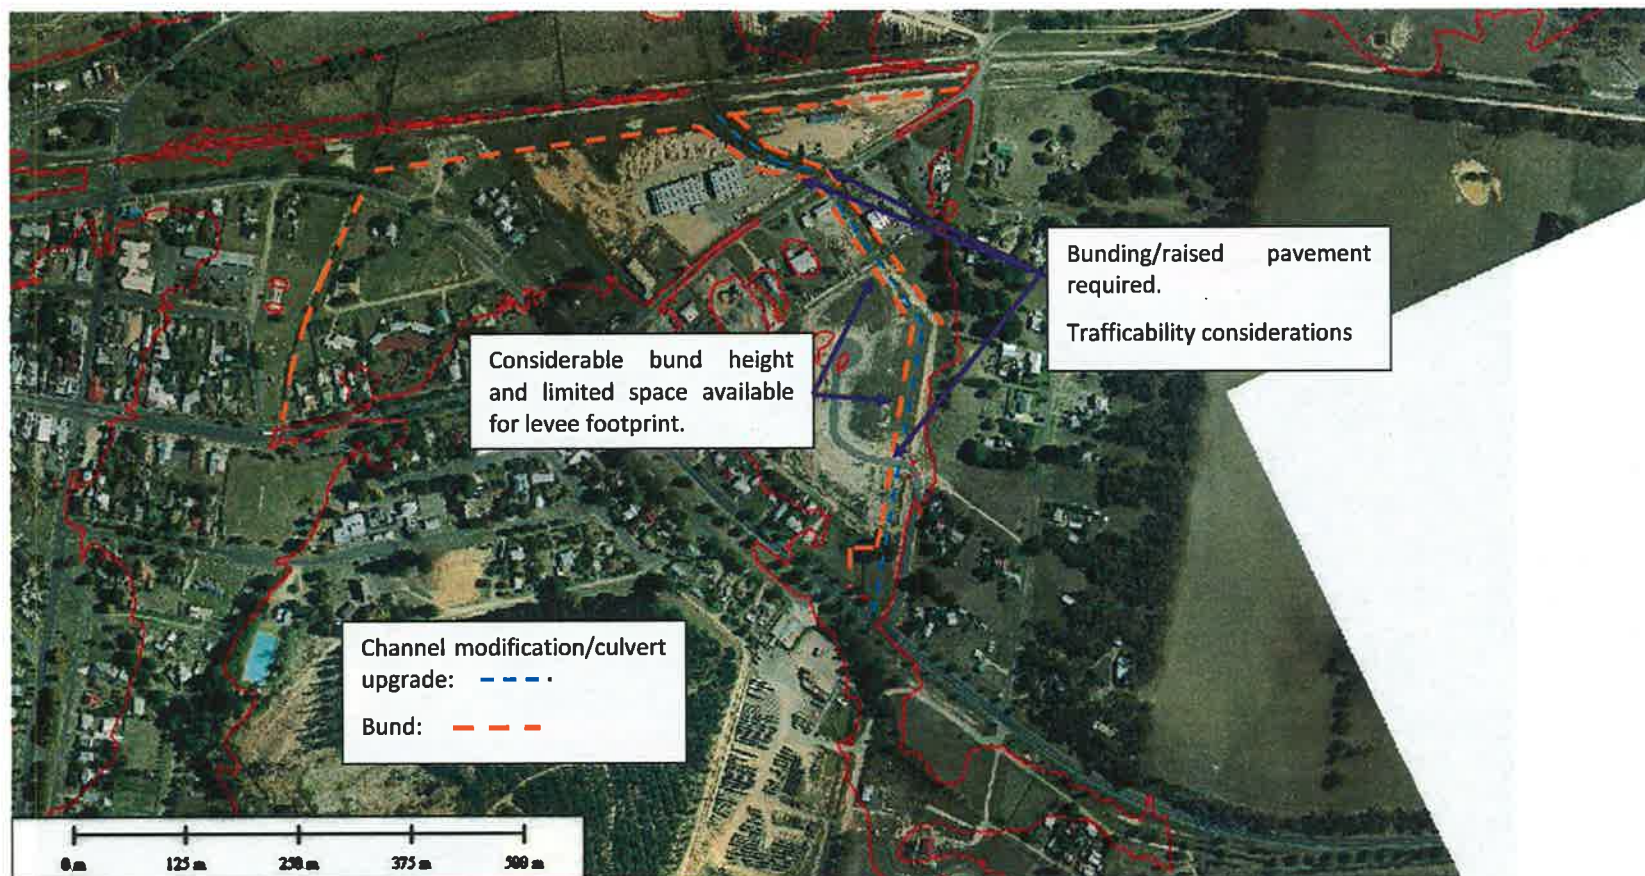 Bunding/raised pavement
required.
Trafficability considerations
Considerable bund height
and limited space available
for levee footprint.
Channel modification/culvert
upgrade:
Bund:
0 m 125 m 250 m 375 m 500 m